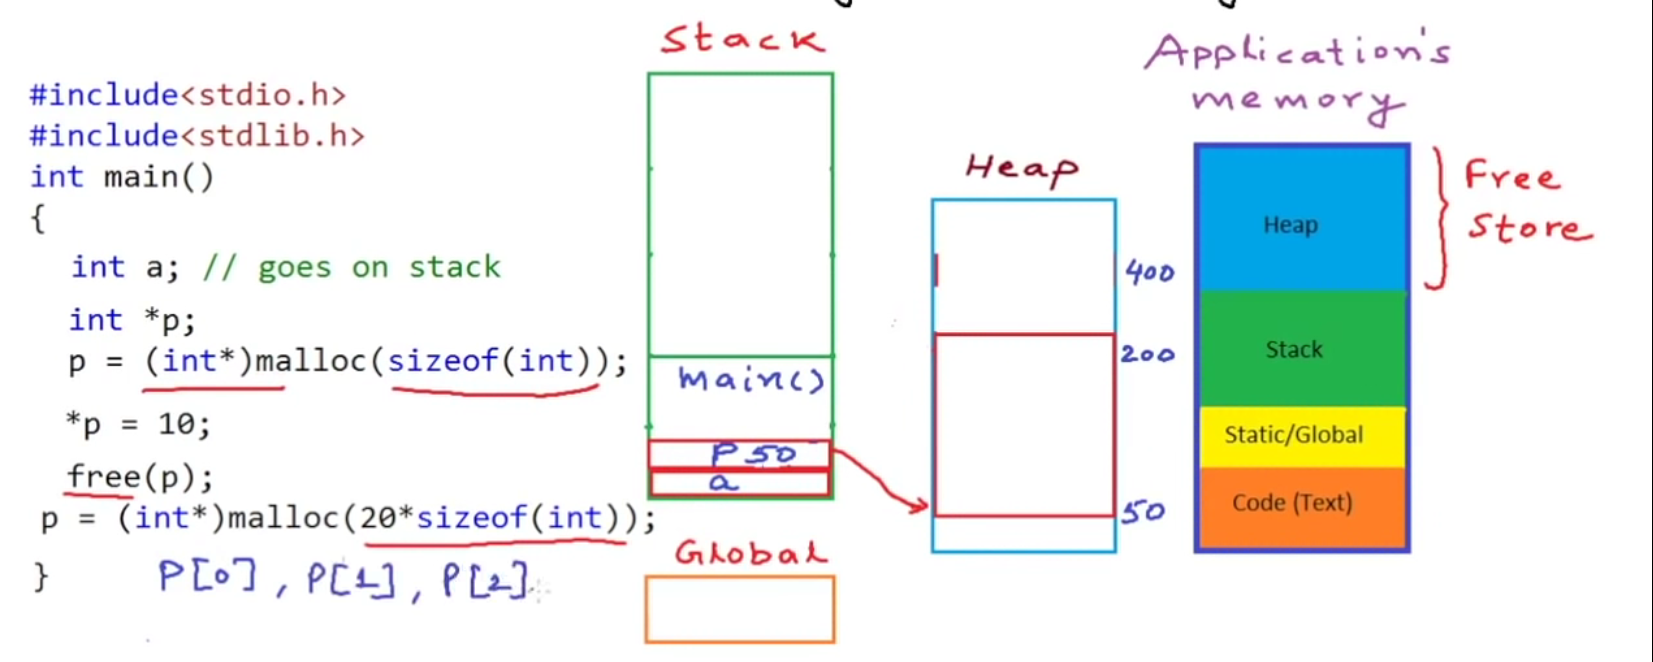 #include<stdio.h>
#include<stdlib.h>
int main()
{
int a; // goes on stack
int *p;
p = (int*)malloc(sizeof(int));
*p = 10;
free(p);
p = (int*)malloc(20*sizeof(int));
}
P[0], P[1], P[2]
Stack
main()
P 50
a
Global
Heap
400
200
50
Application's
memory
Heap
Stack
Static/Global
Code (Text)
Free
Store